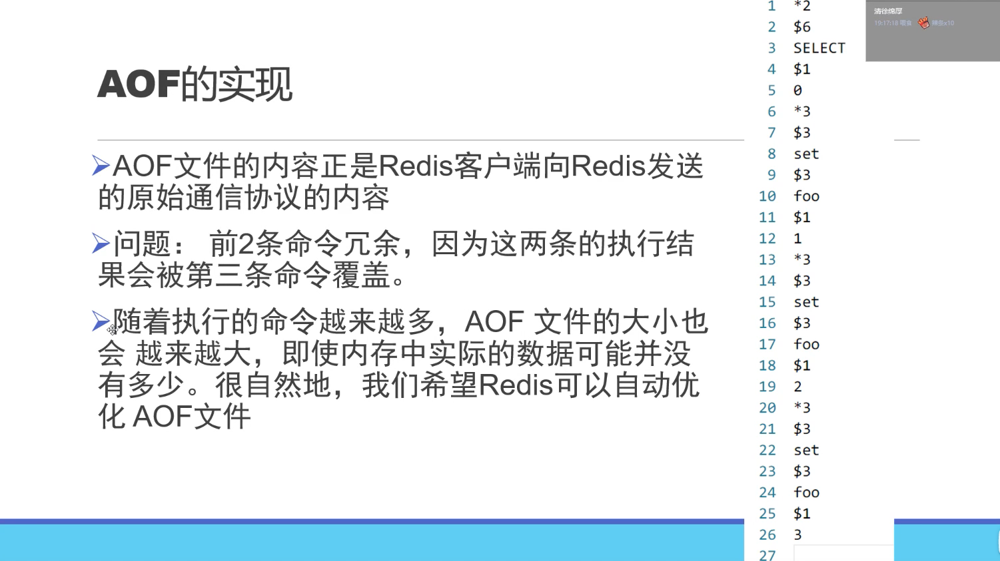 AOF的实现
➢AOF文件的内容正是Redis客户端向Redis发送
的原始通信协议的内容
➢问题： 前2条命令冗余，因为这两条的执行结
果会被第三条命令覆盖。
➢随着执行的命令越来越多，AOF 文件的大小也
会 越来越大，即使内存中实际的数据可能并没
有多少。很自然地，我们希望Redis可以自动优
化 AOF文件
1 *2
2 $6
3 SELECT
4 $1
5 0
6 *3
7 $3
8 set
9 $3
10 foo
11 $1
12 1
13 *3
14 $3
15 set
16 $3
17 foo
18 $1
19 2
20 *3
21 $3
22 set
23 $3
24 foo
25 $1
26 3
27
清徐绵厚
19:17:18 喂食 辣条x10